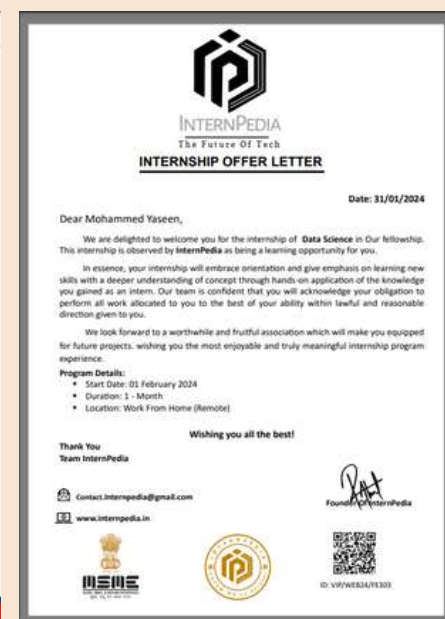 INTERNPEDIA
The Future Of Tech
INTERNSHIP OFFER LETTER
Date: 31/01/2024
Dear Mohammed Yaseen,
We are delighted to welcome you for the internship of Data Science in Our fellowship.
This internship is observed by InternPedia as being a learning opportunity for you.
In essence, your internship will embrace orientation and give emphasis on learning new
skills with a deeper understanding of concept through hands-on application of the knowledge
you gained as an intern. Our team is confident that you will acknowledge your obligation to
perform all work allocated to you to the best of your ability within lawful and reasonable
direction given to you.
We look forward to a worthwhile and fruitful association which will make you equipped
for future projects. wishing you the most enjoyable and truly meaningful internship program
experience.
Program Details:
▪ Start Date: 01 February 2024
▪ Duration: 1 - Month
▪ Location: Work From Home (Remote)
Wishing you all the best!
Thank You
Team InternPedia
Contact.Internpedia@gmail.com
Founder Of InternPedia
www.internpedia.in
MSME
INTERNPEDIA
ID: VIP/WEB24/FE303